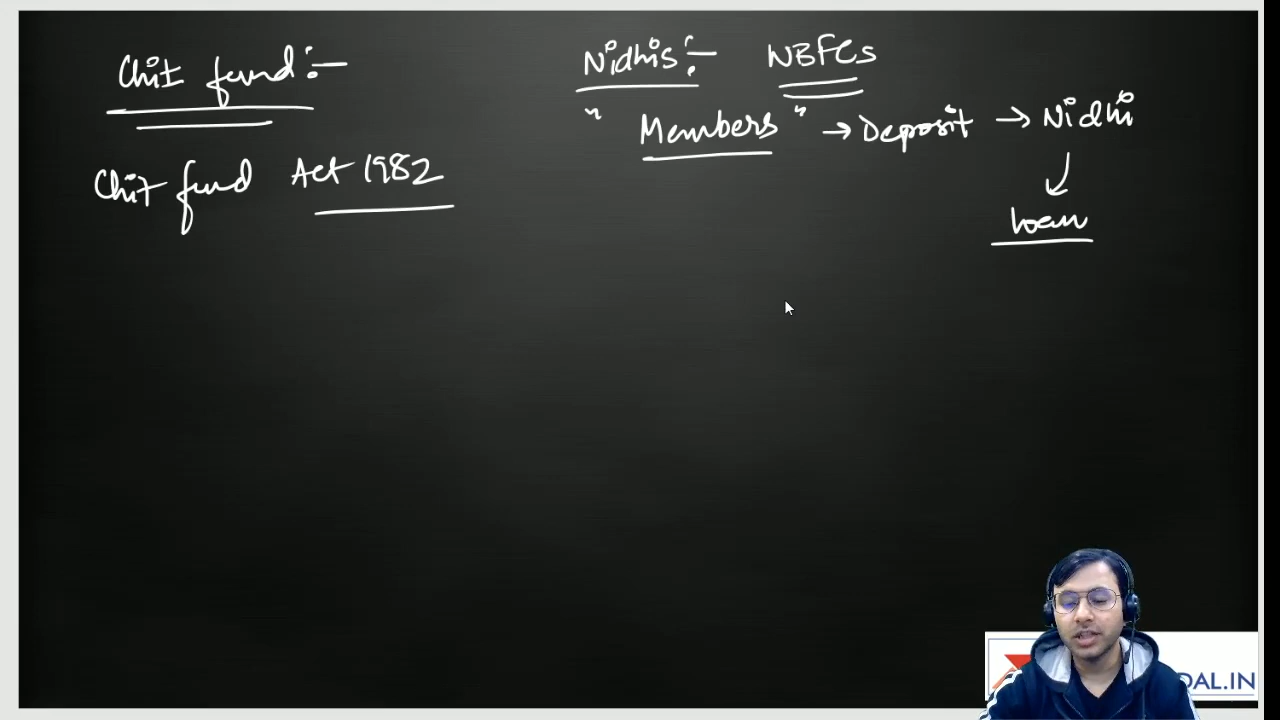 Chit fund :-
Chit fund Act 1982
Nidhis :- NBFCs
" Members " → Deposit → Nidhi
↓
loan
DAL.IN